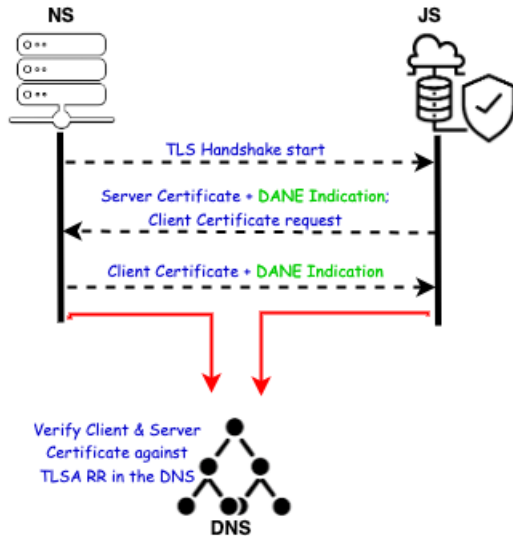 NS
JS
TLS Handshake start
Server Certificate + DANE Indication;
Client Certificate request
Client Certificate + DANE Indication
Verify Client & Server
Certificate against
TLSA RR in the DNS
DNS